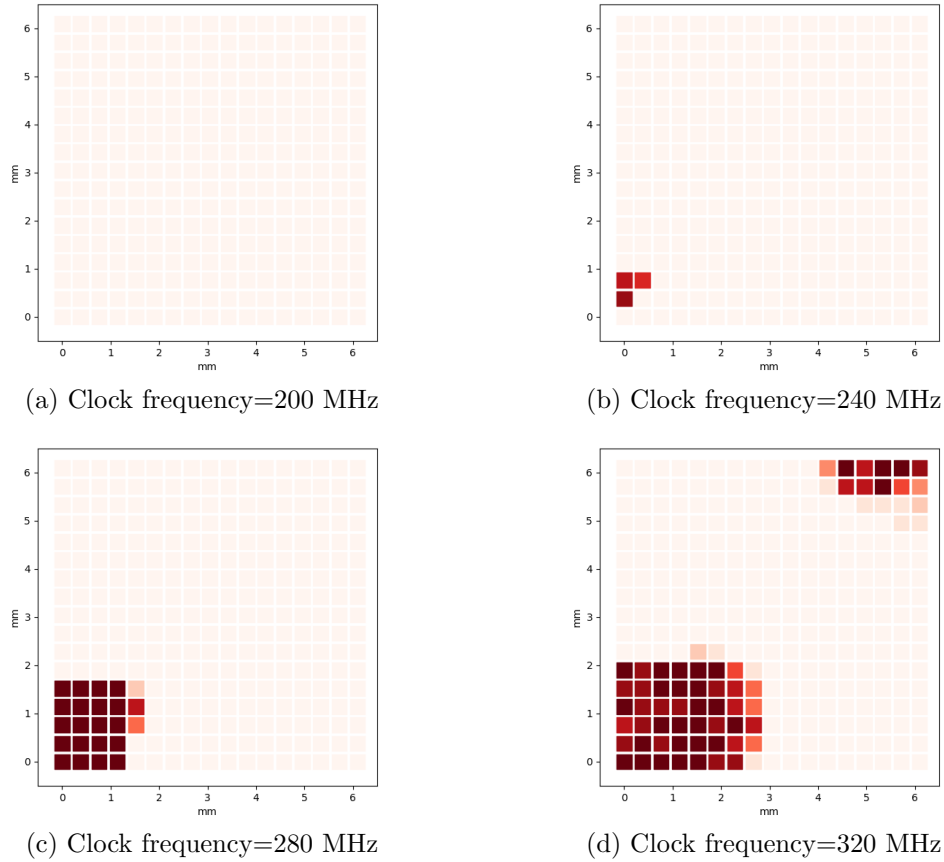 6
5
4
3
2
1
0
mm
0 1 2 3 4 5 6
mm
(a) Clock frequency=200 MHz
6
5
4
3
2
1
0
mm
0 1 2 3 4 5 6
mm
(b) Clock frequency=240 MHz
6
5
4
3
2
1
0
mm
0 1 2 3 4 5 6
mm
(c) Clock frequency=280 MHz
6
5
4
3
2
1
0
mm
0 1 2 3 4 5 6
mm
(d) Clock frequency=320 MHz